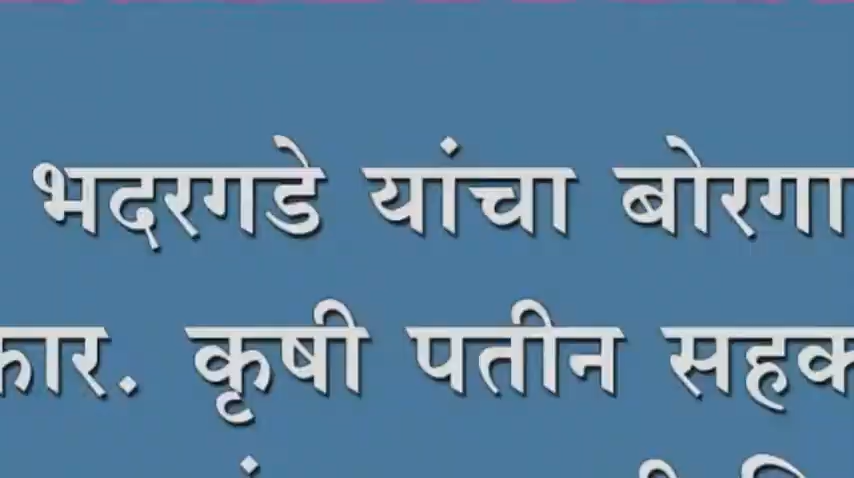 भदरगडे यांचा बोरगा
कार. कृषी पतीन सहक